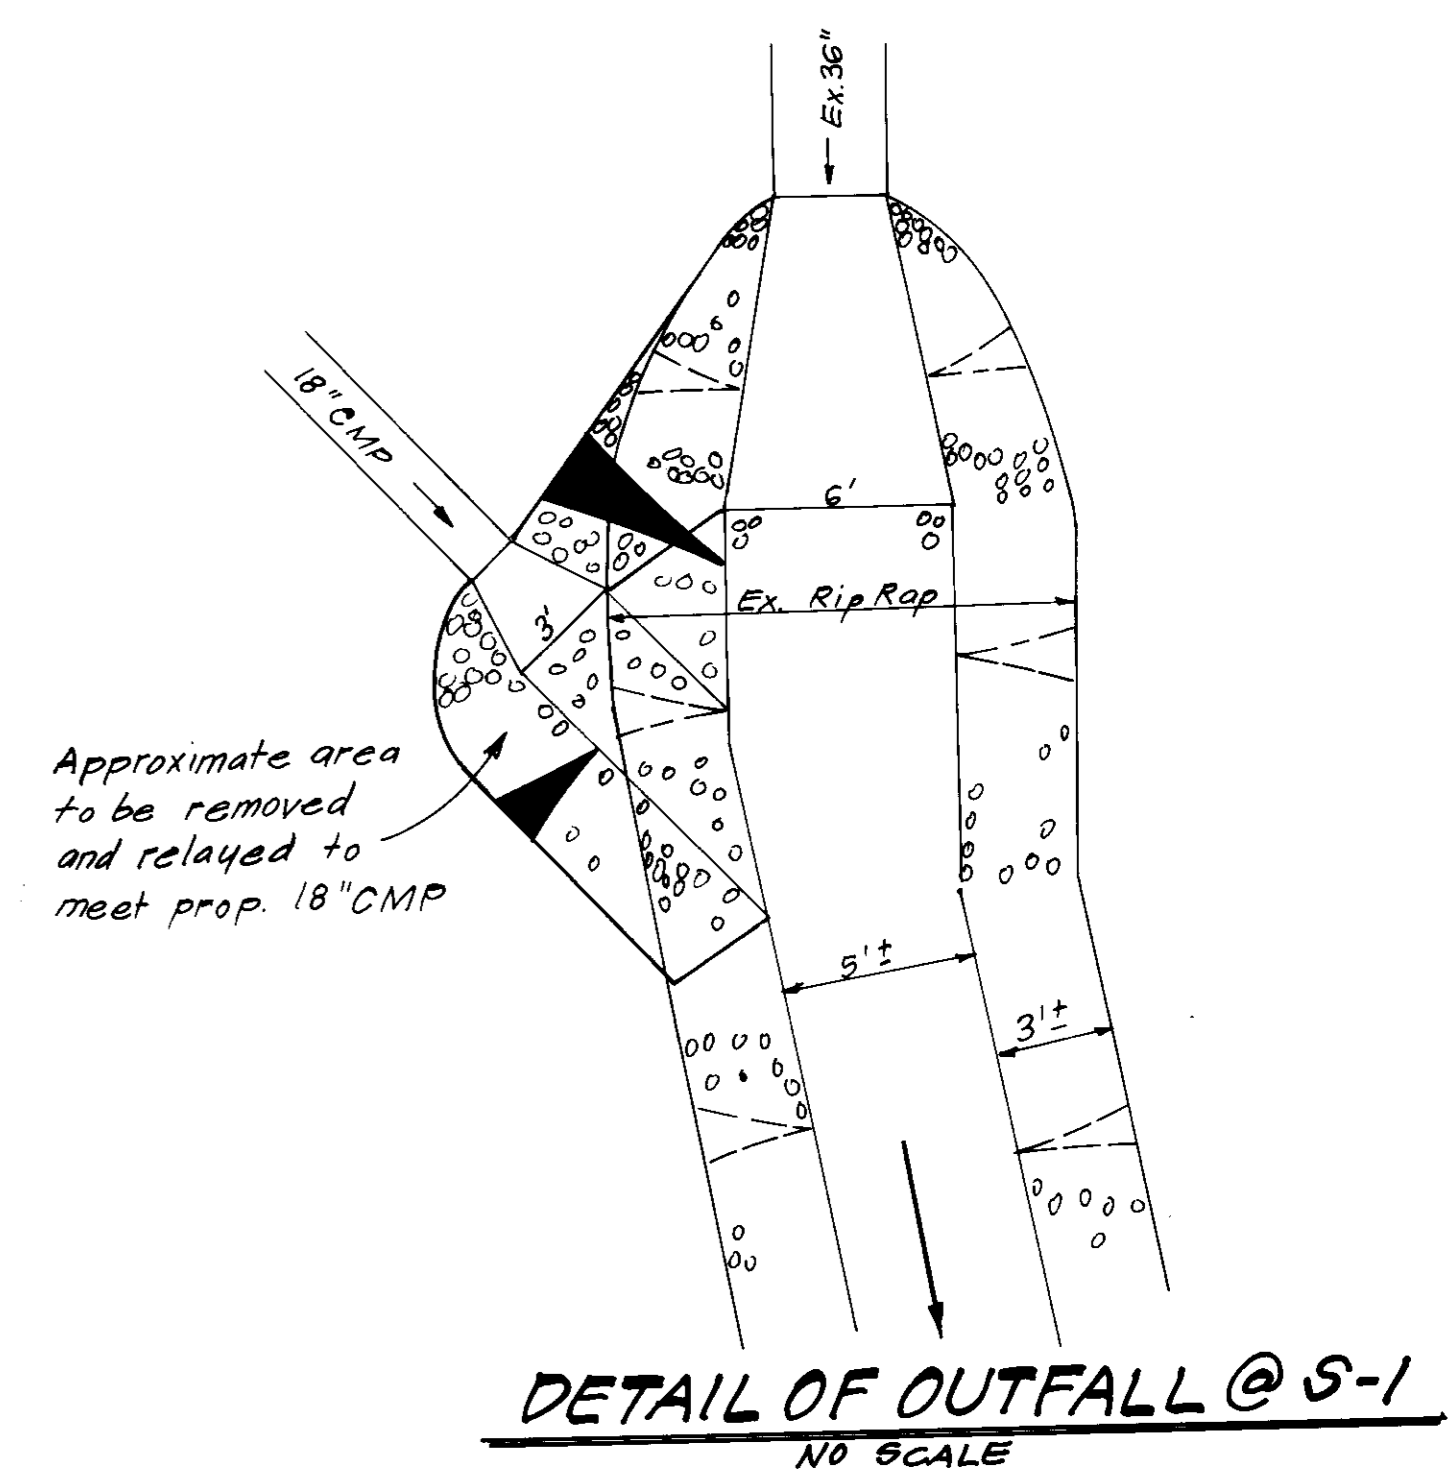 Ex. 36"
18" CMP
6'
Ex. Rip Rap
3'
Approximate area
to be removed
and relayed to
meet prop. 18" CMP
5'±
3'±
DETAIL OF OUTFALL @ S-1
NO SCALE